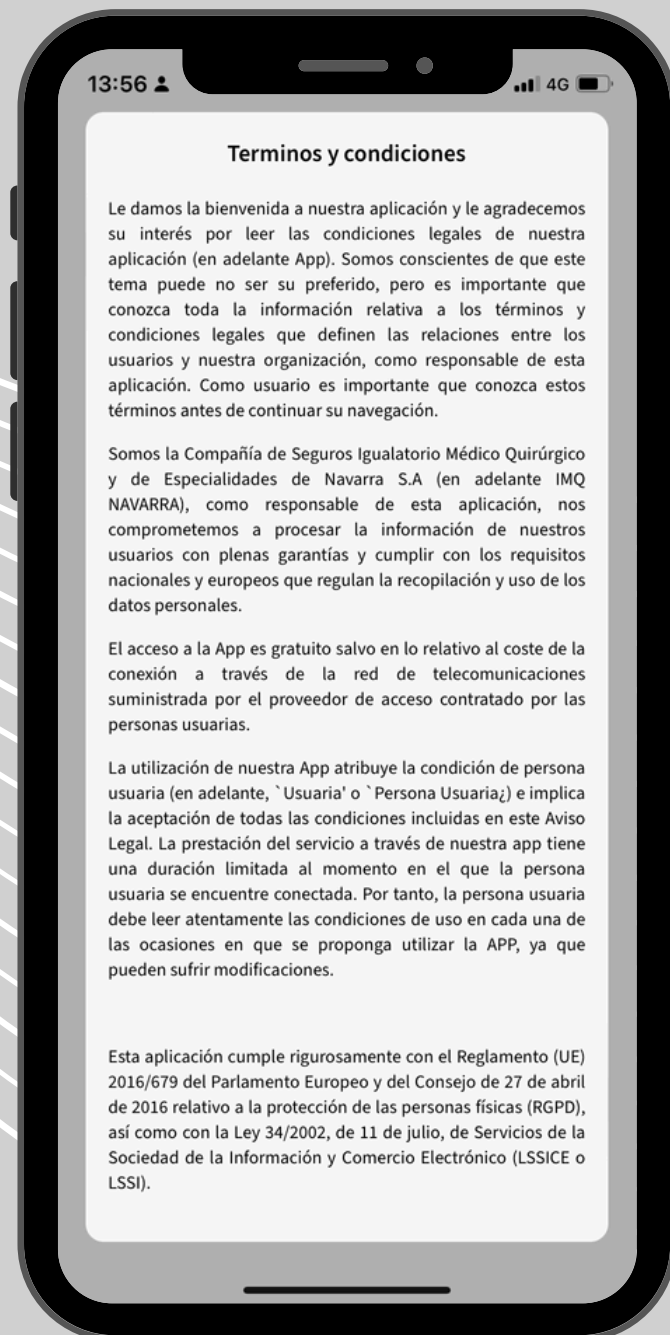 13:56
4G
Terminos y condiciones
Le damos la bienvenida a nuestra aplicación y le agradecemos
su interés por leer las condiciones legales de nuestra
aplicación (en adelante App). Somos conscientes de que este
tema puede no ser su preferido, pero es importante que
conozca toda la información relativa a los términos y
condiciones legales que definen las relaciones entre los
usuarios y nuestra organización, como responsable de esta
aplicación. Como usuario es importante que conozca estos
términos antes de continuar su navegación.
Somos la Compañía de Seguros Igualatorio Médico Quirúrgico
y de Especialidades de Navarra S.A (en adelante IMQ
NAVARRA), como responsable de esta aplicación, nos
comprometemos a procesar la información de nuestros
usuarios con plenas garantías y cumplir con los requisitos
nacionales y europeos que regulan la recopilación y uso de los
datos personales.
El acceso a la App es gratuito salvo en lo relativo al coste de la
conexión a través de la red de telecomunicaciones
suministrada por el proveedor de acceso contratado por las
personas usuarias.
La utilización de nuestra App atribuye la condición de persona
usuaria (en adelante, `Usuaria' o `Persona Usuaria¿) e implica
la aceptación de todas las condiciones incluidas en este Aviso
Legal. La prestación del servicio a través de nuestra app tiene
una duración limitada al momento en el que la persona
usuaria se encuentre conectada. Por tanto, la persona usuaria
debe leer atentamente las condiciones de uso en cada una de
las ocasiones en que se proponga utilizar la APP, ya que
pueden sufrir modificaciones.
Esta aplicación cumple rigurosamente con el Reglamento (UE)
2016/679 del Parlamento Europeo y del Consejo de 27 de abril
de 2016 relativo a la protección de las personas físicas (RGPD),
así como con la Ley 34/2002, de 11 de julio, de Servicios de la
Sociedad de la Información y Comercio Electrónico (LSSICE o
LSSI).